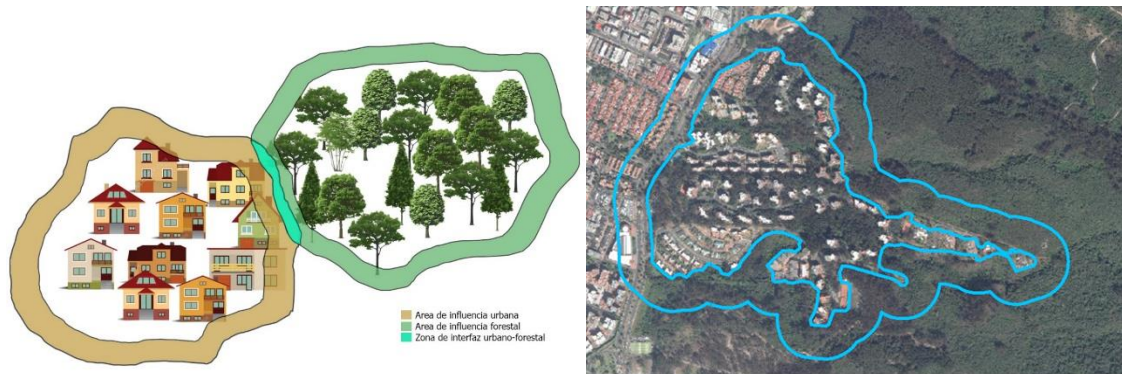 Area de influencia urbana
Area de influencia forestal
Zona de interfaz urbano-forestal